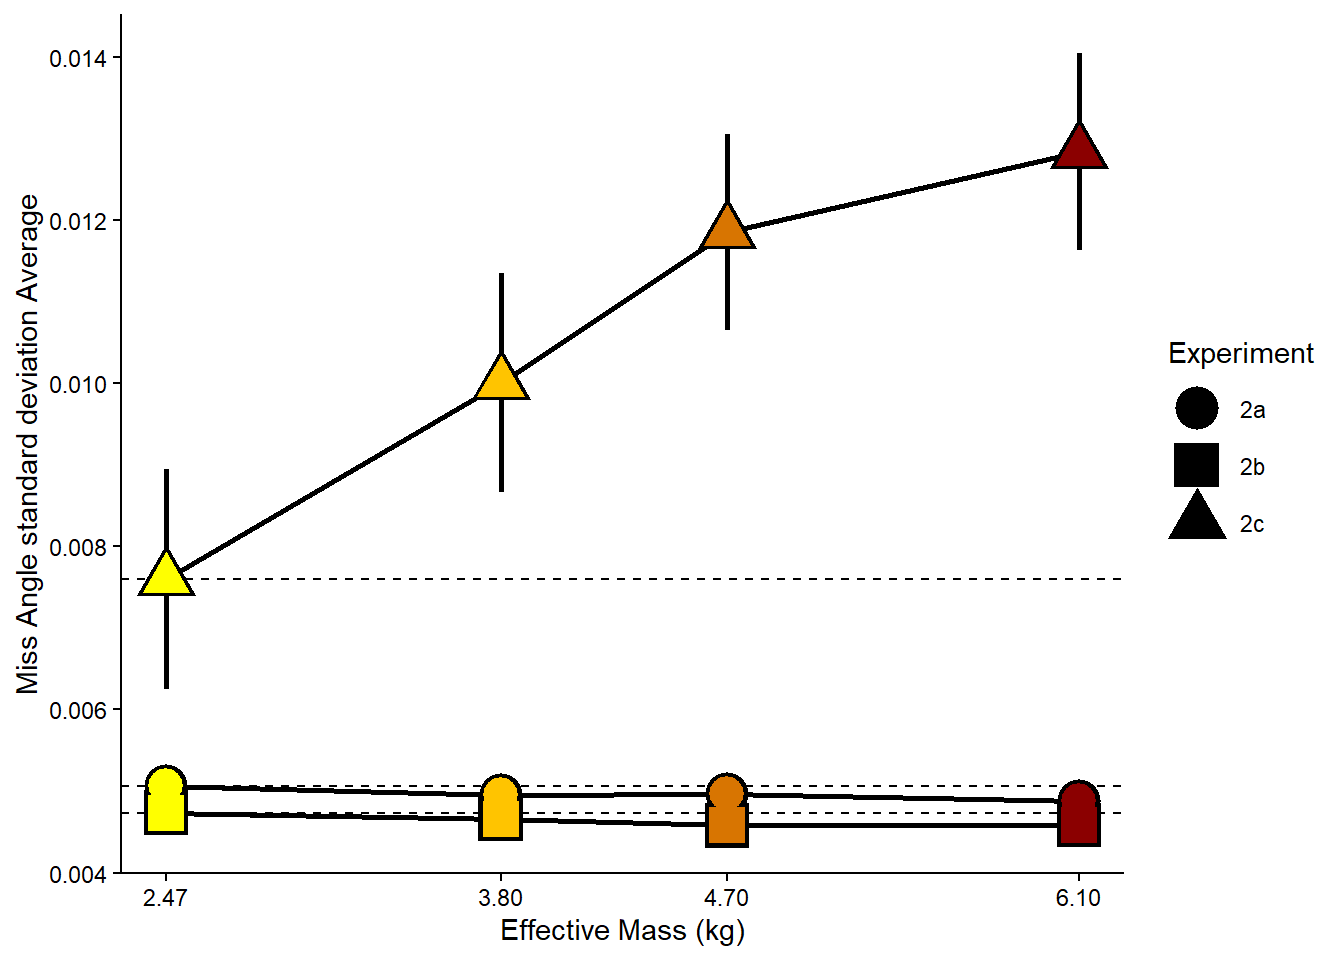 Miss Angle standard deviation Average
0.014
0.012
0.010
0.008
0.006
0.004
2.47 3.80 4.70 6.10
Effective Mass (kg)
Experiment
2a
2b
2c